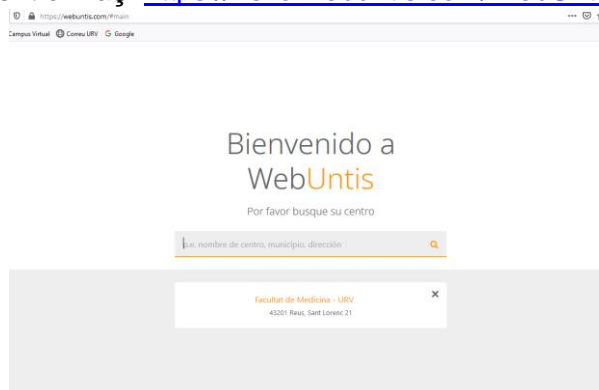 https://webuntis.com/#main
Campus Virtual Correu URV G Google
Bienvenido a
WebUntis
Por favor busque su centro
p.e. nombre de centro, municipio, dirección
Facultat de Medicina - URV
43201 Reus, Sant Llorenc 21